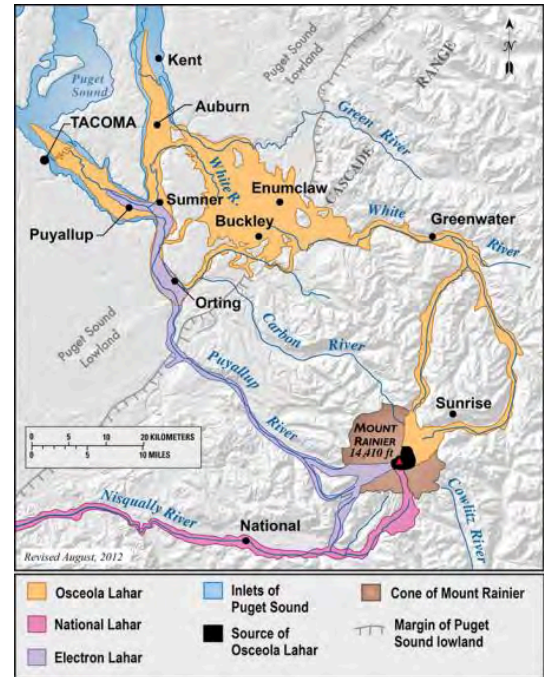 Kent
Puget
Sound
Puget Sound
Lowland
N
RANGE
Auburn
TACOMA
Green River
CASCADE
White R.
Enumclaw
Sumner
White
Greenwater
Buckley
River
Puyallup
Orting
Puget Sound
Lowland
Carbon
River
Puyallup
Sunrise
River
MOUNT
RAINIER
14,410 ft
0 5 10 20 KILOMETERS
0 5 10 MILES
Cowlitz River
Nisqually River
National
Revised August, 2012
Osceola Lahar
National Lahar
Electron Lahar
Inlets of
Puget Sound
Source of
Osceola Lahar
Cone of Mount Rainier
Margin of Puget
Sound lowland